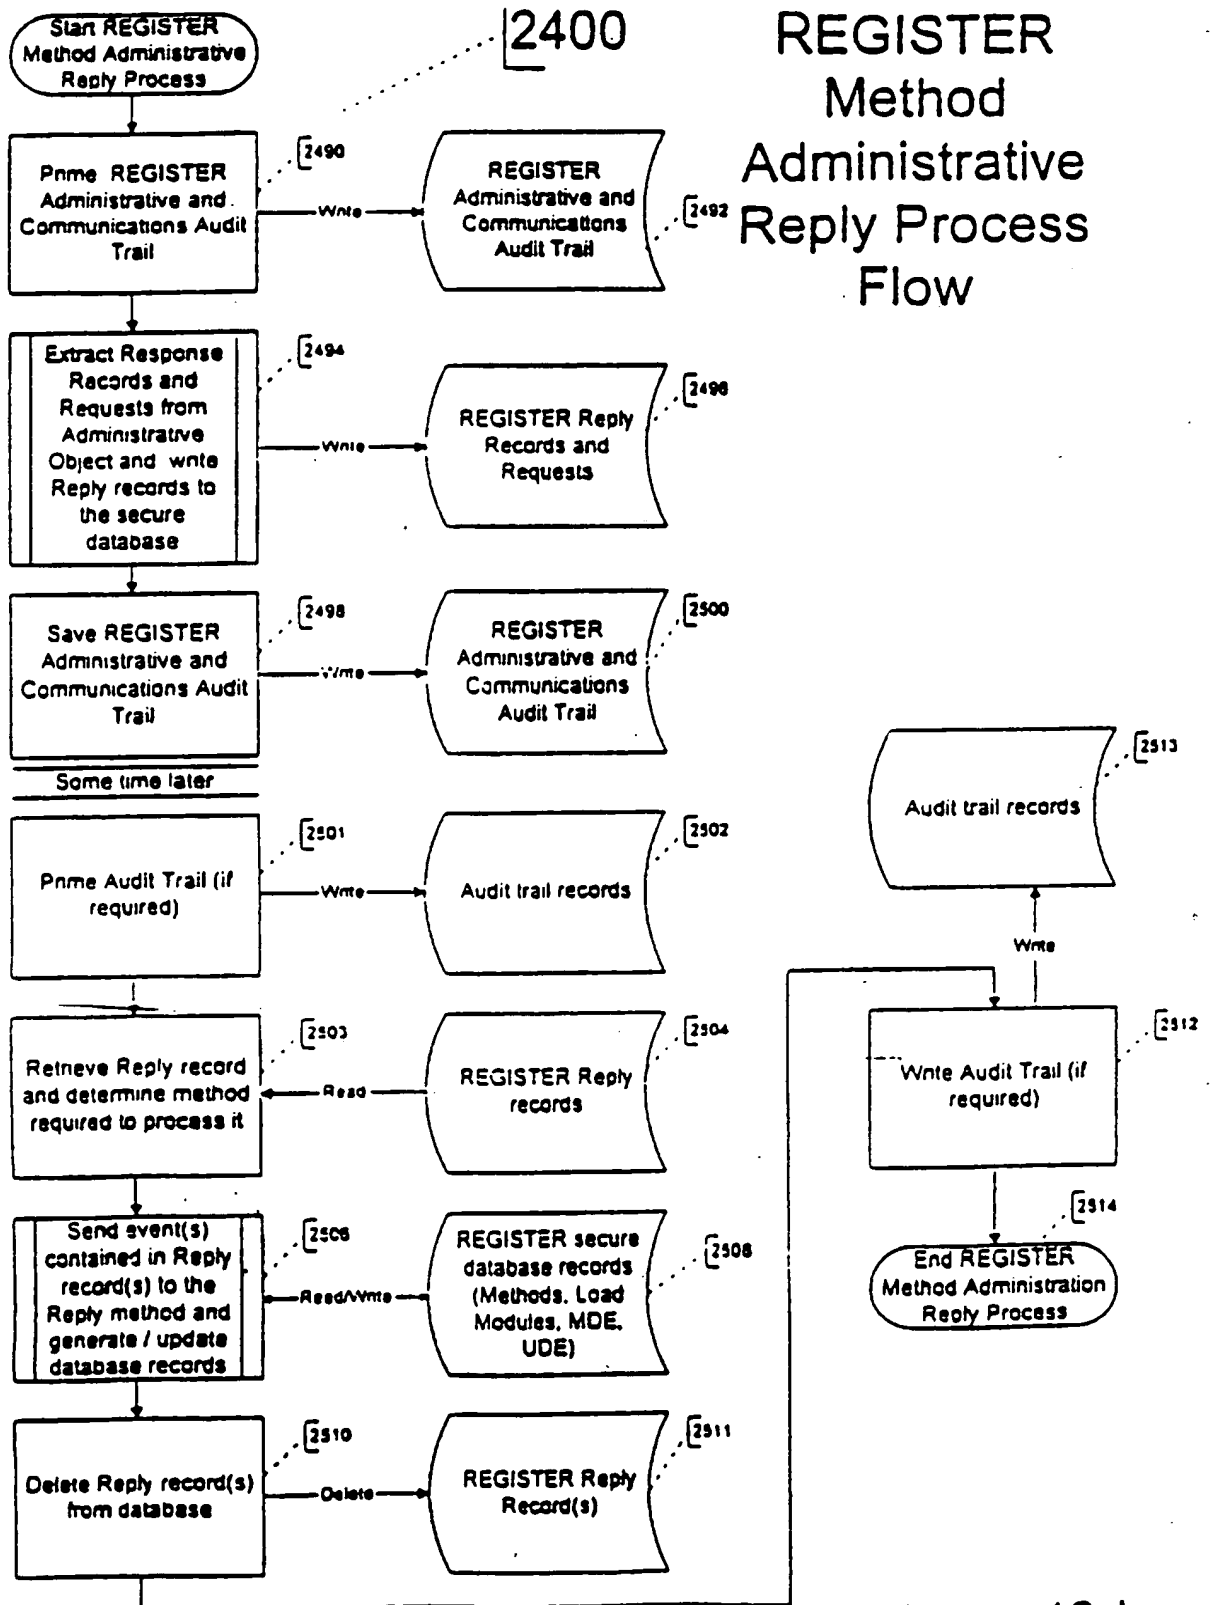 Start REGISTER
Method Administrative
Reply Process
2400
REGISTER
Method
Administrative
Reply Process
Flow
2490
Prime REGISTER
Administrative and
Communications Audit
Trail
Write
REGISTER
Administrative and
Communications
Audit Trail
2492
Extract Response
Records and
Requests from
Administrative
Object and write
Reply records to
the secure
database
2494
Write
REGISTER Reply
Records and
Requests
2496
Save REGISTER
Administrative and
Communications Audit
Trail
2498
Write
REGISTER
Administrative and
Communications
Audit Trail
2500
Some time later
Prime Audit Trail (if
required)
2501
Write
Audit trail records
2502
Retrieve Reply record
and determine method
required to process it
2503
Read
REGISTER Reply
records
2504
Send event(s)
contained in Reply
record(s) to the
Reply method and
generate / update
database records
2506
Read/Write
REGISTER secure
database records
(Methods, Load
Modules, MDE,
UDE)
2508
Delete Reply record(s)
from database
2510
Delete
REGISTER Reply
Record(s)
2511
Audit trail records
2513
Write
Write Audit Trail (if
required)
2512
2514
End REGISTER
Method Administration
Reply Process